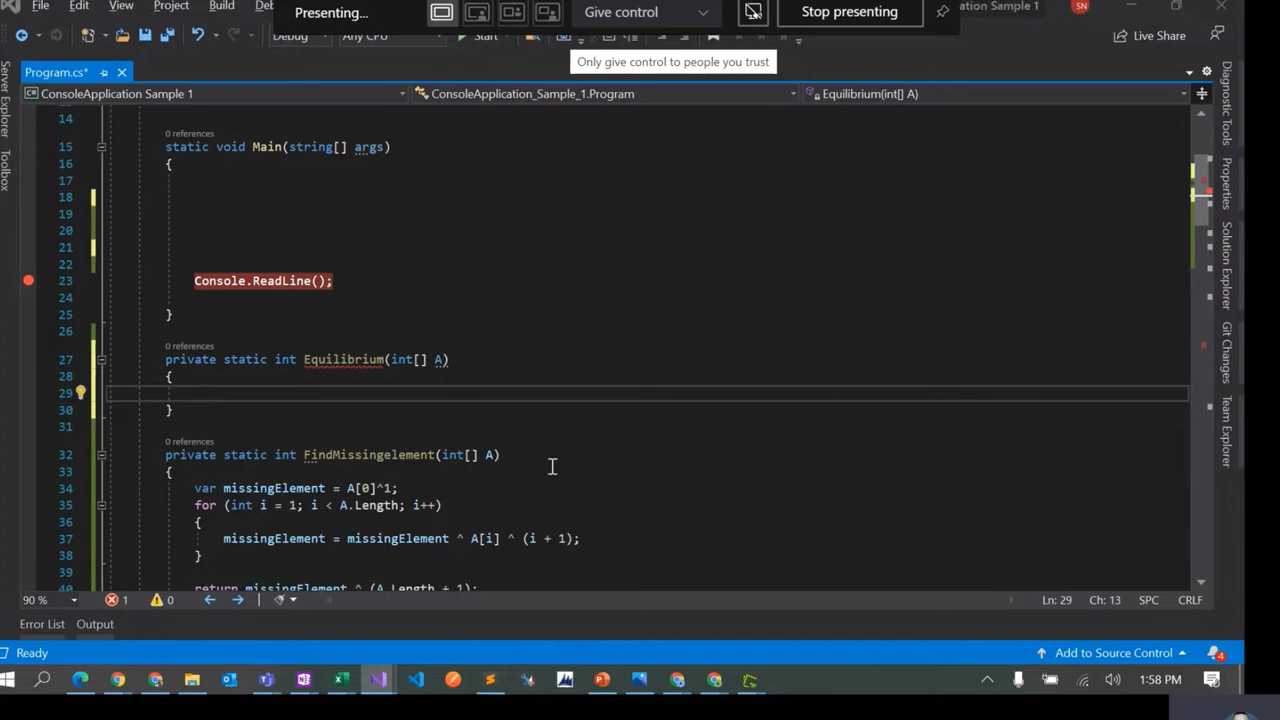 Presenting...
Give control
Stop presenting
Edit
View
Project
Build
ation Sample 1
SN
Debug
Any CPU
Start
Live Share
Only give control to people you trust
Program.cs*
ConsoleApplication Sample 1
ConsoleApplication_Sample_1.Program
Equilibrium(int[] A)
14
0 references
15 static void Main(string[] args)
16 {
17
18
19
20
21
22
23 Console.ReadLine();
24
25 }
26
0 references
27 private static int Equilibrium(int[] A)
28 {
29
30 }
31
0 references
32 private static int FindMissingelement(int[] A)
33 {
34 var missingElement = A[0]^1;
35 for (int i = 1; i < A.Length; i++)
36 {
37 missingElement = missingElement ^ A[i] ^ (i + 1);
38 }
39
40 return missingElement ^ (A.Length + 1);
Server Explorer
Toolbox
Diagnostic Tools
Properties
Solution Explorer
Git Changes
Team Explorer
90 %
1
0
Ln: 29
Ch: 13
SPC
CRLF
Error List
Output
Ready
Add to Source Control
4
1:58 PM